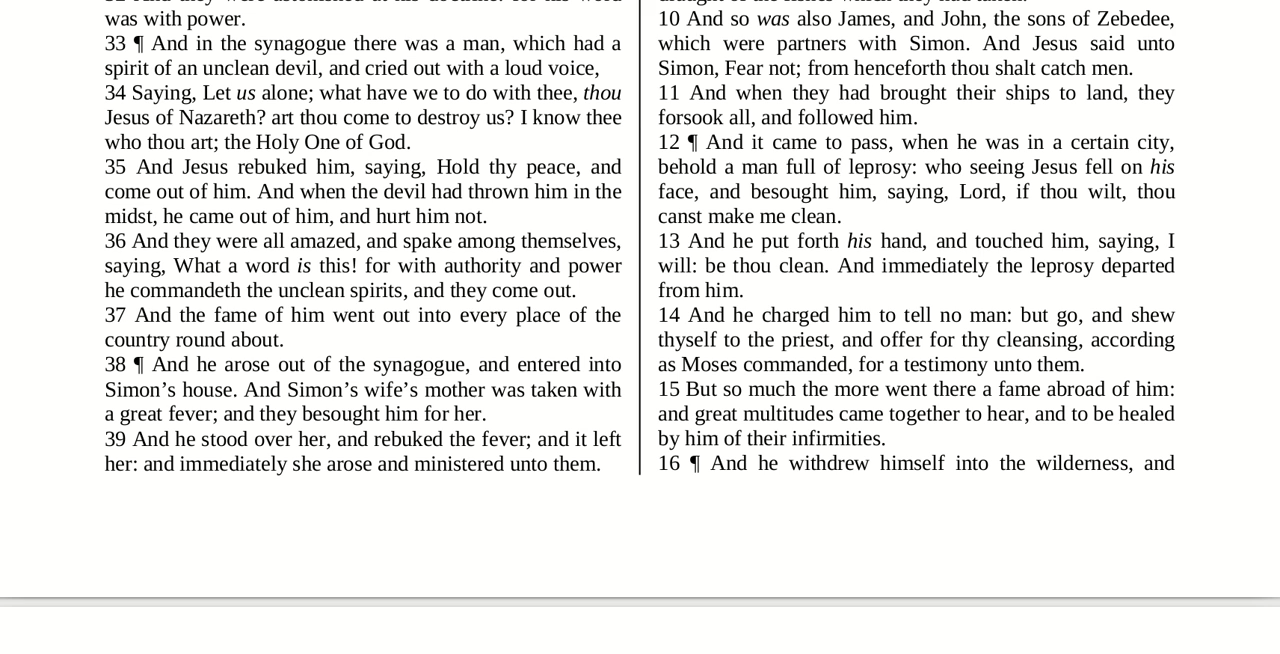 was with power.
33 ¶ And in the synagogue there was a man, which had a
spirit of an unclean devil, and cried out with a loud voice,
34 Saying, Let us alone; what have we to do with thee, thou
Jesus of Nazareth? art thou come to destroy us? I know thee
who thou art; the Holy One of God.
35 And Jesus rebuked him, saying, Hold thy peace, and
come out of him. And when the devil had thrown him in the
midst, he came out of him, and hurt him not.
36 And they were all amazed, and spake among themselves,
saying, What a word is this! for with authority and power
he commandeth the unclean spirits, and they come out.
37 And the fame of him went out into every place of the
country round about.
38 ¶ And he arose out of the synagogue, and entered into
Simon’s house. And Simon’s wife’s mother was taken with
a great fever; and they besought him for her.
39 And he stood over her, and rebuked the fever; and it left
her: and immediately she arose and ministered unto them.
10 And so was also James, and John, the sons of Zebedee,
which were partners with Simon. And Jesus said unto
Simon, Fear not; from henceforth thou shalt catch men.
11 And when they had brought their ships to land, they
forsook all, and followed him.
12 ¶ And it came to pass, when he was in a certain city,
behold a man full of leprosy: who seeing Jesus fell on his
face, and besought him, saying, Lord, if thou wilt, thou
canst make me clean.
13 And he put forth his hand, and touched him, saying, I
will: be thou clean. And immediately the leprosy departed
from him.
14 And he charged him to tell no man: but go, and shew
thyself to the priest, and offer for thy cleansing, according
as Moses commanded, for a testimony unto them.
15 But so much the more went there a fame abroad of him:
and great multitudes came together to hear, and to be healed
by him of their infirmities.
16 ¶ And he withdrew himself into the wilderness, and